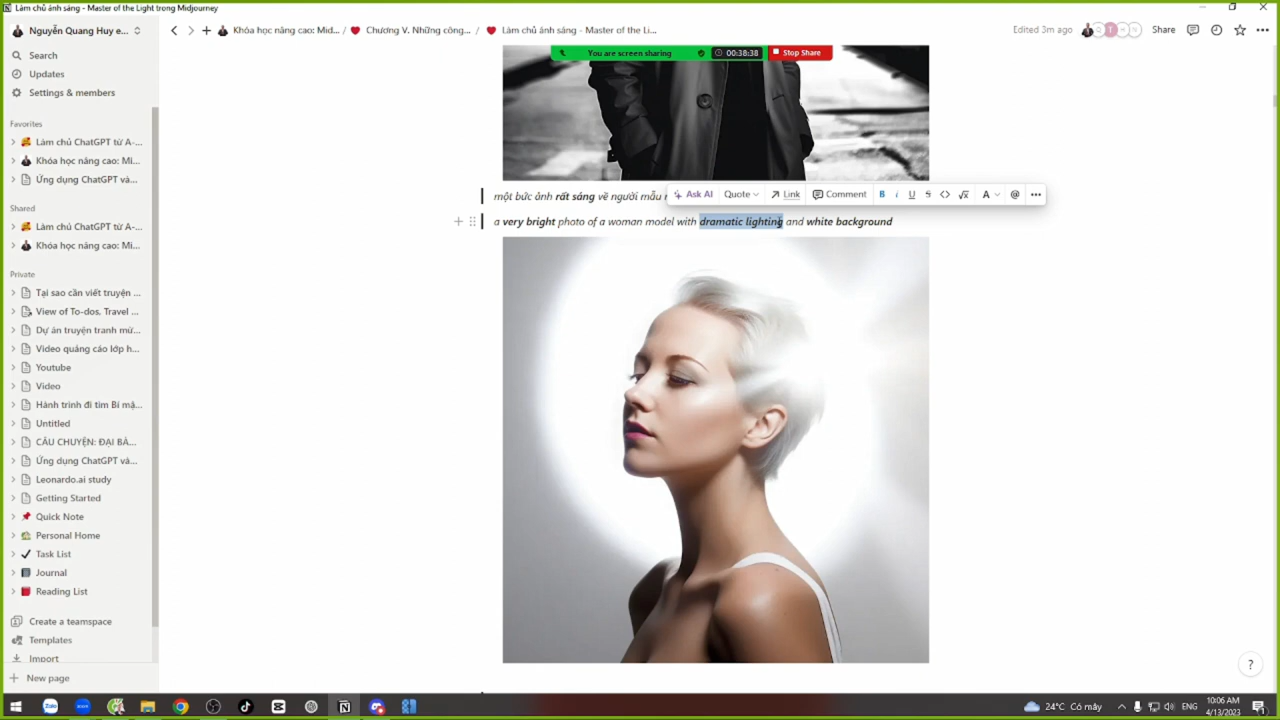 Làm chủ ánh sáng - Master of the Light trong Midjourney
Nguyễn Quang Huy e...
Khóa học nâng cao: Mid... / Chương V. Những công... / Làm chủ ánh sáng - Master of the Li...
Edited 3m ago
Share
You are screen sharing
00:38:38
Stop Share
Search
Updates
Settings & members
Favorites
Làm chủ ChatGPT từ A-...
Khóa học nâng cao: Mi...
Ứng dụng ChatGPT và...
Shared
Làm chủ ChatGPT từ A-...
Khóa học nâng cao: Mi...
Private
Tại sao cần viết truyện ...
View of To-dos, Travel ...
Dự án truyện tranh mù...
Video quảng cáo lớp h...
Youtube
Video
Hành trình đi tìm Bí mậ...
Untitled
CÂU CHUYỆN: ĐẠI BÀ...
Ứng dụng ChatGPT và...
Leonardo.ai study
Getting Started
Quick Note
Personal Home
Task List
Journal
Reading List
Create a teamspace
Templates
Import
New page
một bức ảnh rất sáng về người mẫu
Ask AI
Quote
Link
Comment
B
i
U
S
A
@
a very bright photo of a woman model with dramatic lighting and white background
?
Zalo
zoom
24°C Có mây
ENG
10:06 AM
4/13/2023